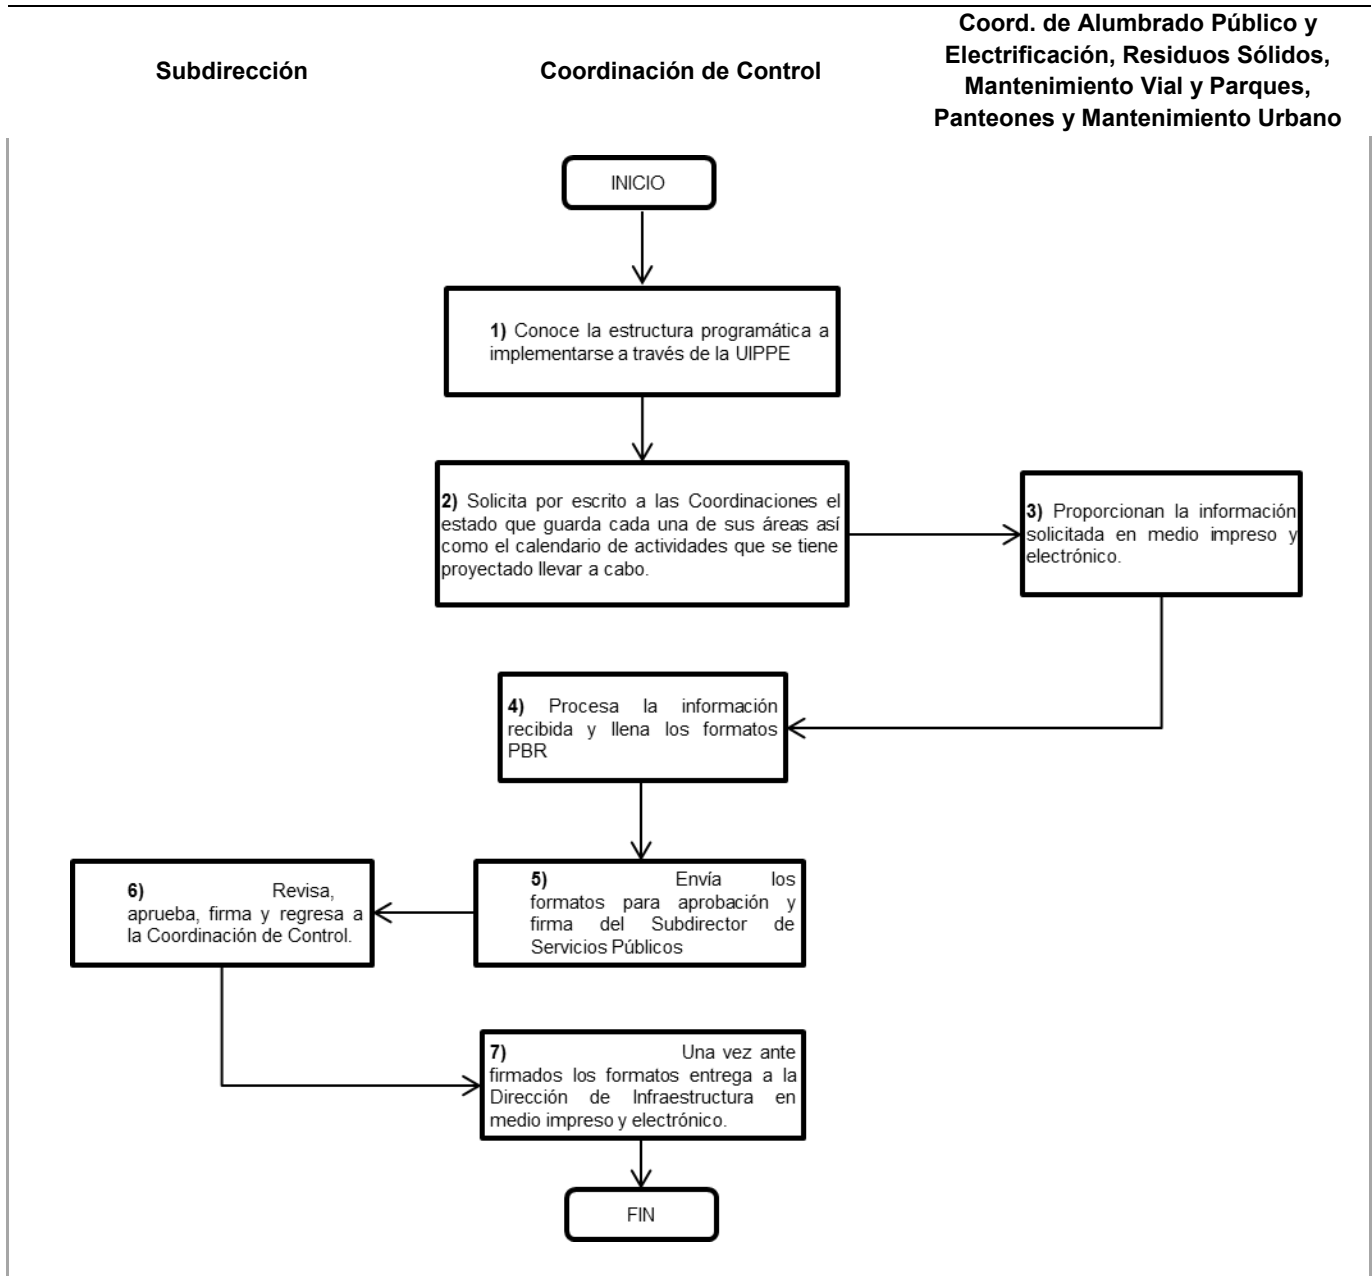 Subdirección
Coordinación de Control
Coord. de Alumbrado Público y
Electrificación, Residuos Sólidos,
Mantenimiento Vial y Parques,
Panteones y Mantenimiento Urbano
INICIO
1) Conoce la estructura programática a
implementarse a través de la UIPPE
2) Solicita por escrito a las Coordinaciones el
estado que guarda cada una de sus áreas así
como el calendario de actividades que se tiene
proyectado llevar a cabo.
3) Proporcionan la información
solicitada en medio impreso y
electrónico.
4) Procesa la información
recibida y llena los formatos
PBR
5) Envía los
formatos para aprobación y
firma del Subdirector de
Servicios Públicos
6) Revisa,
aprueba, firma y regresa a
la Coordinación de Control.
7) Una vez ante
firmados los formatos entrega a la
Dirección de Infraestructura en
medio impreso y electrónico.
FIN